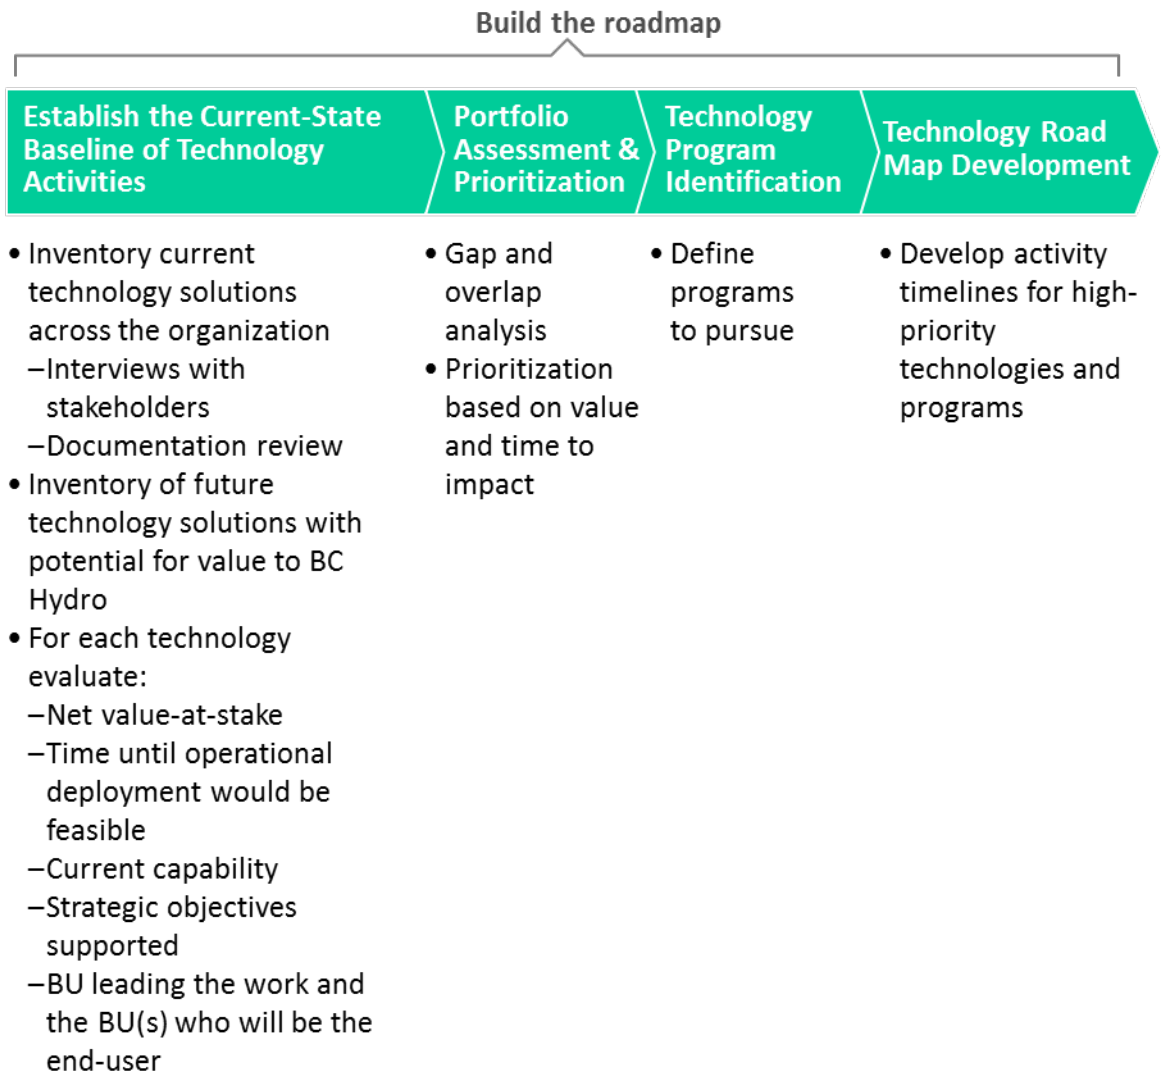 Build the roadmap
Establish the Current-State
Baseline of Technology
Activities
Portfolio
Assessment &
Prioritization
Technology
Program
Identification
Technology Road
Map Development
• Inventory current
technology solutions
across the organization
–Interviews with
stakeholders
–Documentation review
• Inventory of future
technology solutions with
potential for value to BC
Hydro
• For each technology
evaluate:
–Net value-at-stake
–Time until operational
deployment would be
feasible
–Current capability
–Strategic objectives
supported
–BU leading the work and
the BU(s) who will be the
end-user
• Gap and
overlap
analysis
• Prioritization
based on value
and time to
impact
• Define
programs
to pursue
• Develop activity
timelines for high-
priority
technologies and
programs